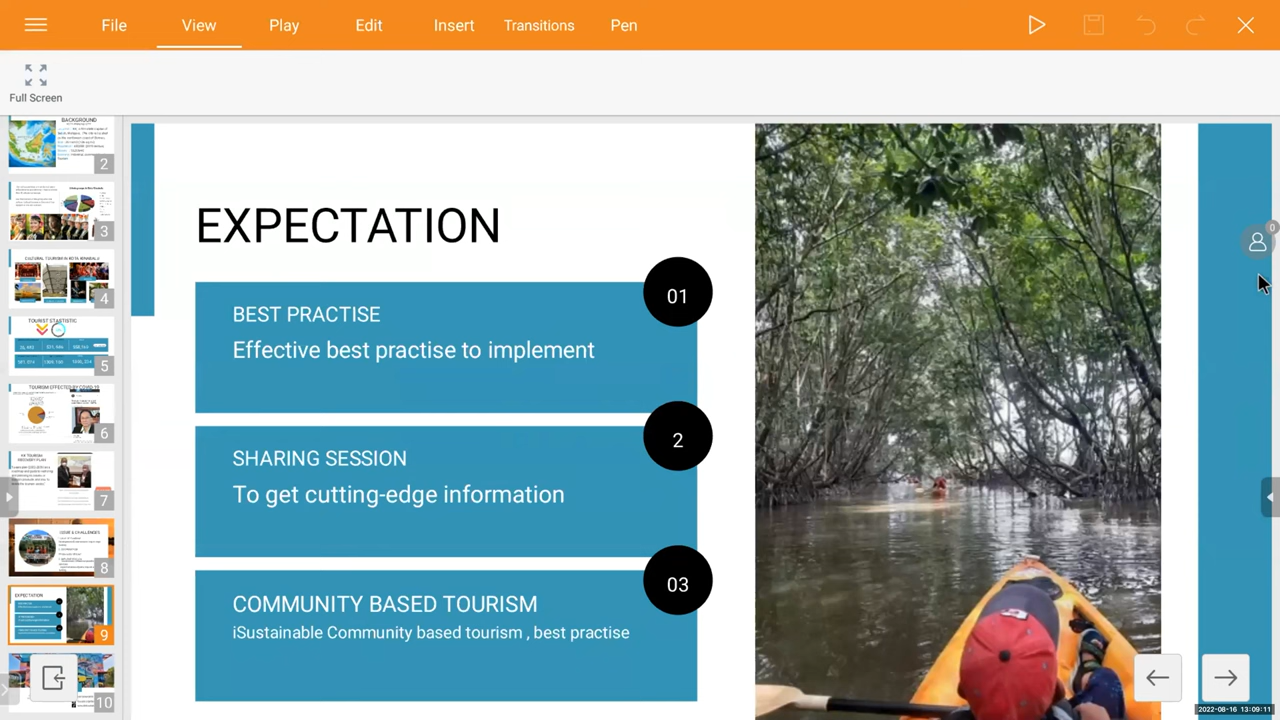 File View Play Edit Insert Transitions Pen
Full Screen
BACKGROUND
2
3
CULTURAL TOURISM IN KOTA KINABALU
4
TOURIST STASTISTIC
5
TOURISM EFFECTED BY COVID 19
6
7
ISSUE & CHALLENGES
8
EXPECTATION
9
10
EXPECTATION
01
BEST PRACTISE
Effective best practise to implement
2
SHARING SESSION
To get cutting-edge information
03
COMMUNITY BASED TOURISM
iSustainable Community based tourism , best practise
0
2022-08-16 13:09:11